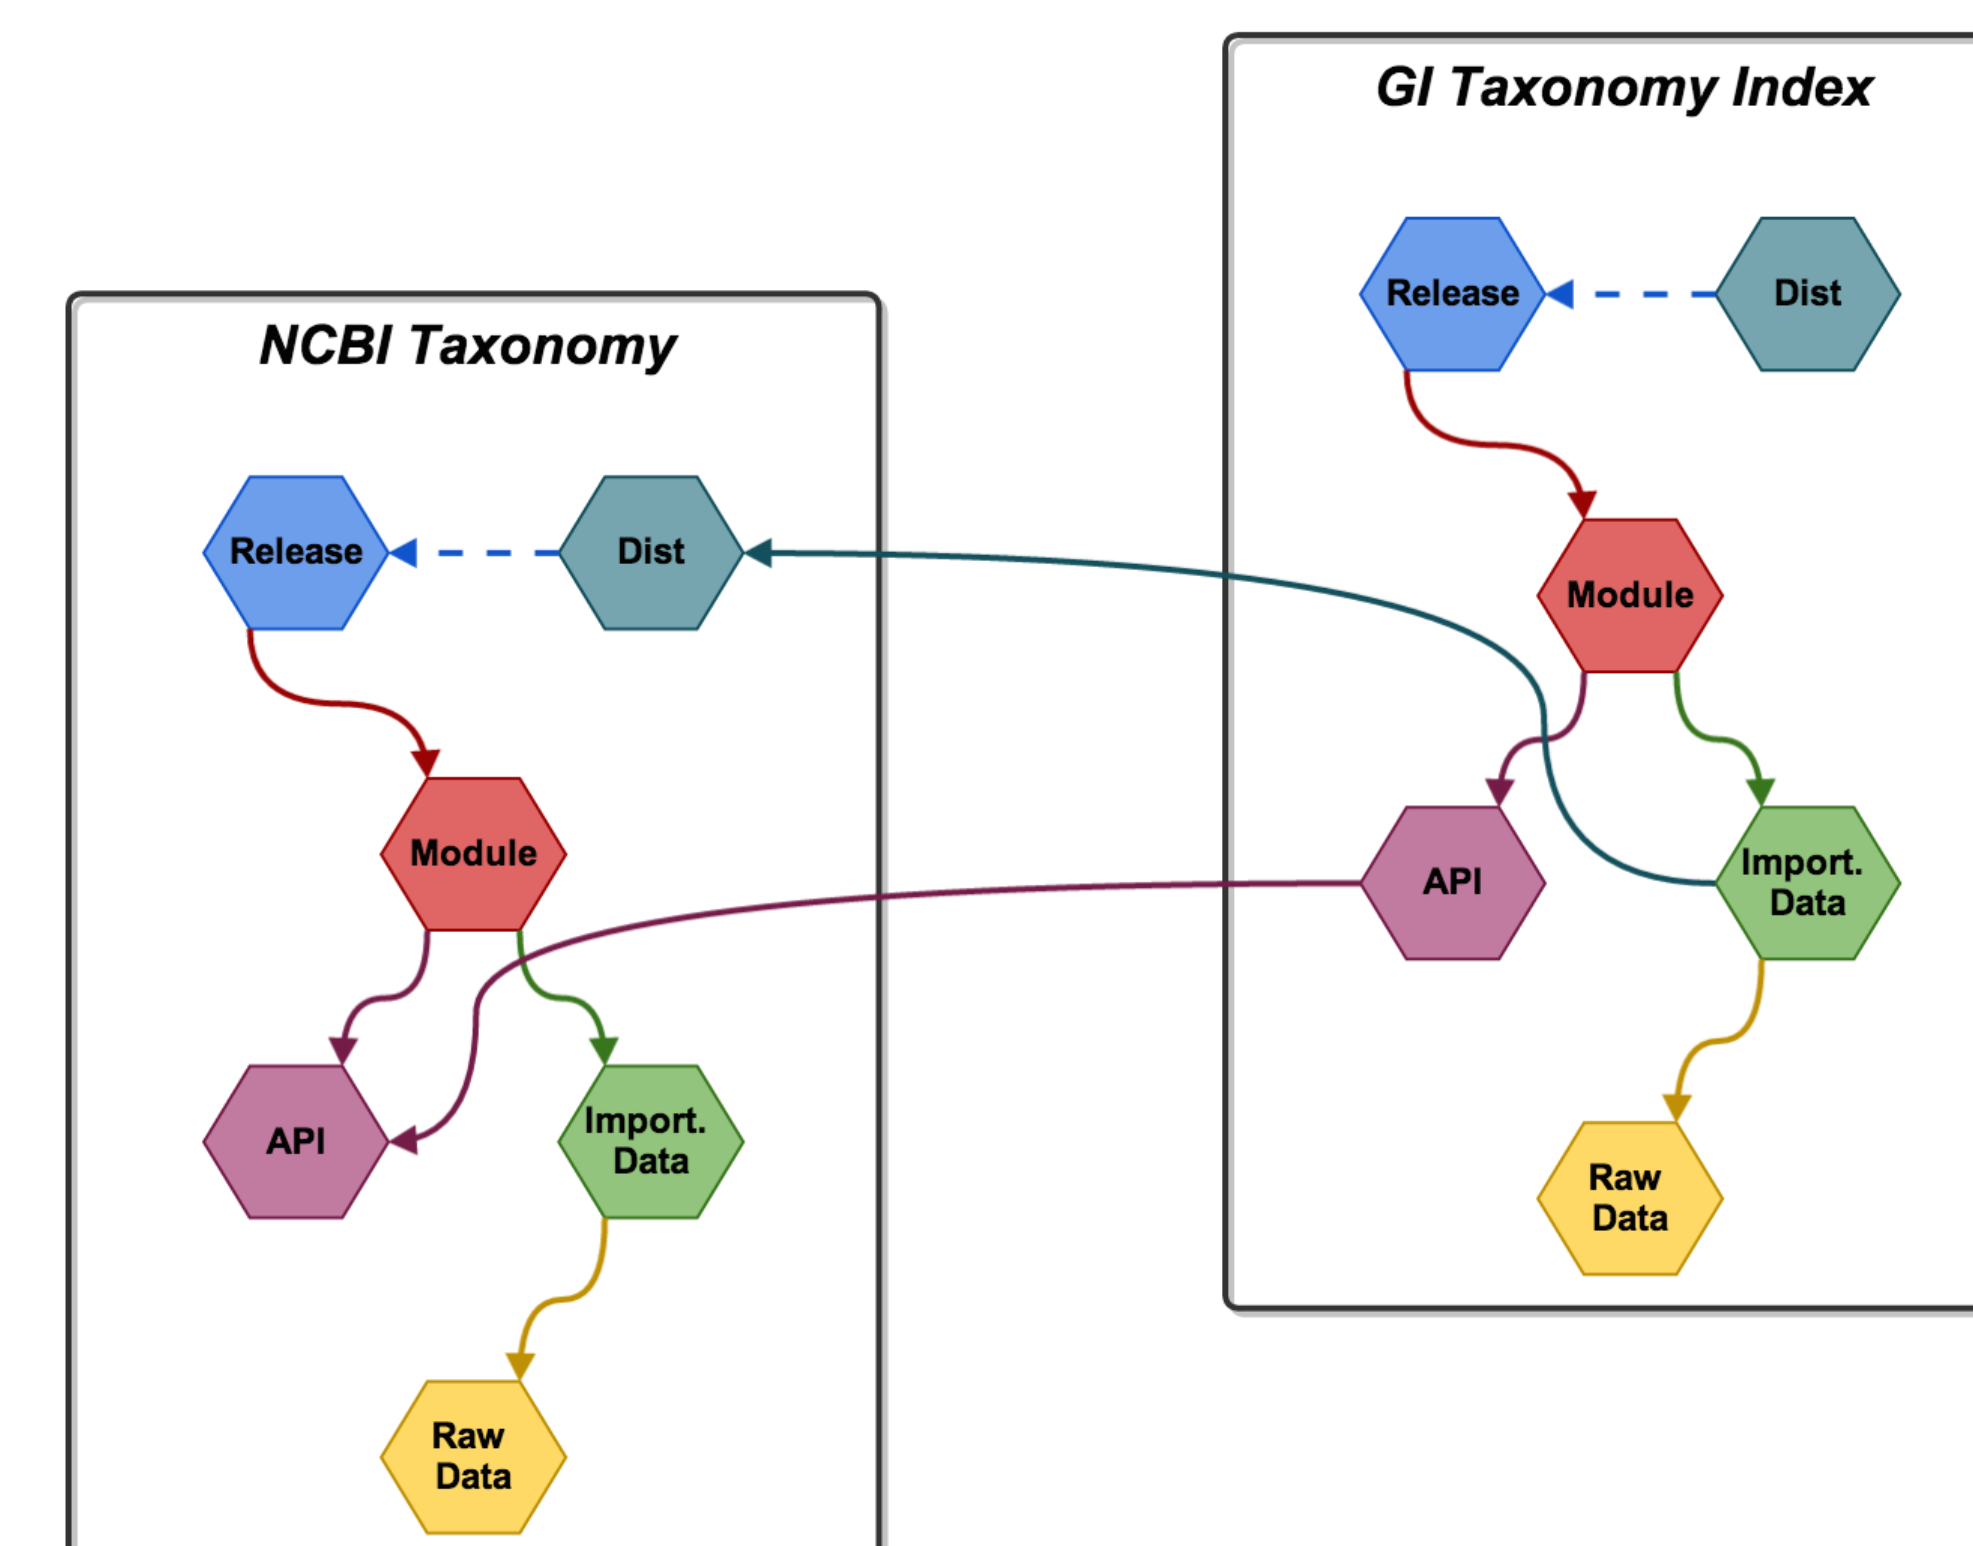 GI Taxonomy Index
Release
Dist
Module
API
Import.
Data
Raw
Data
NCBI Taxonomy
Release
Dist
Module
API
Import.
Data
Raw
Data